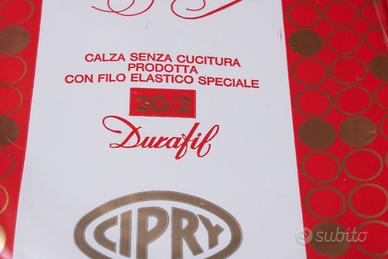 CALZA SENZA CUCITURA
PRODOTTA
CON FILO ELASTICO SPECIALE
20/2
Durafil
CIPRY
subito